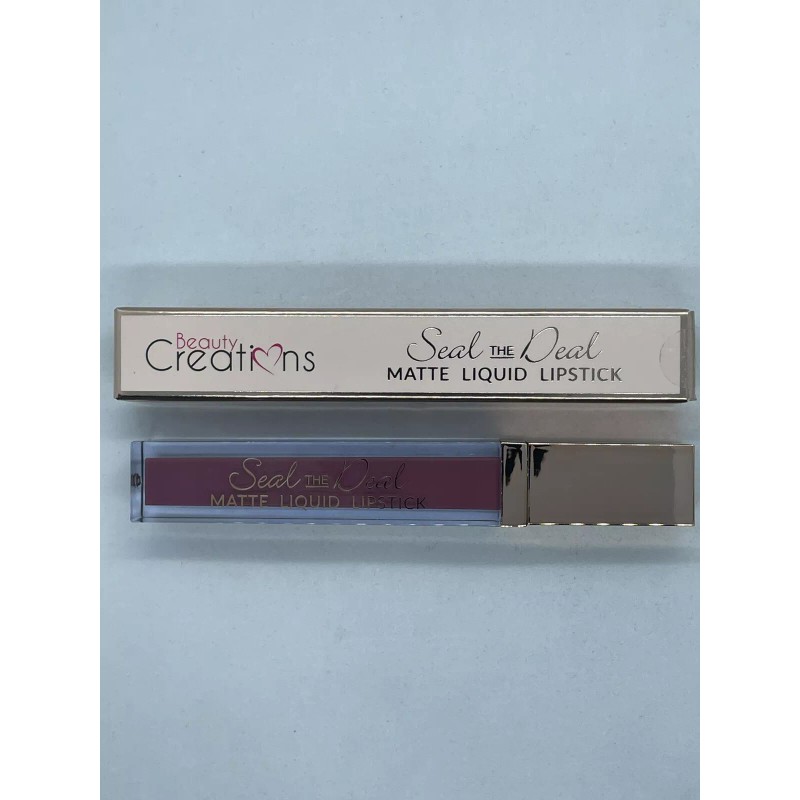 Beauty
Creations
Seal THE Deal
MATTE LIQUID LIPSTICK
Seal THE Deal
MATTE LIQUID LIPSTICK